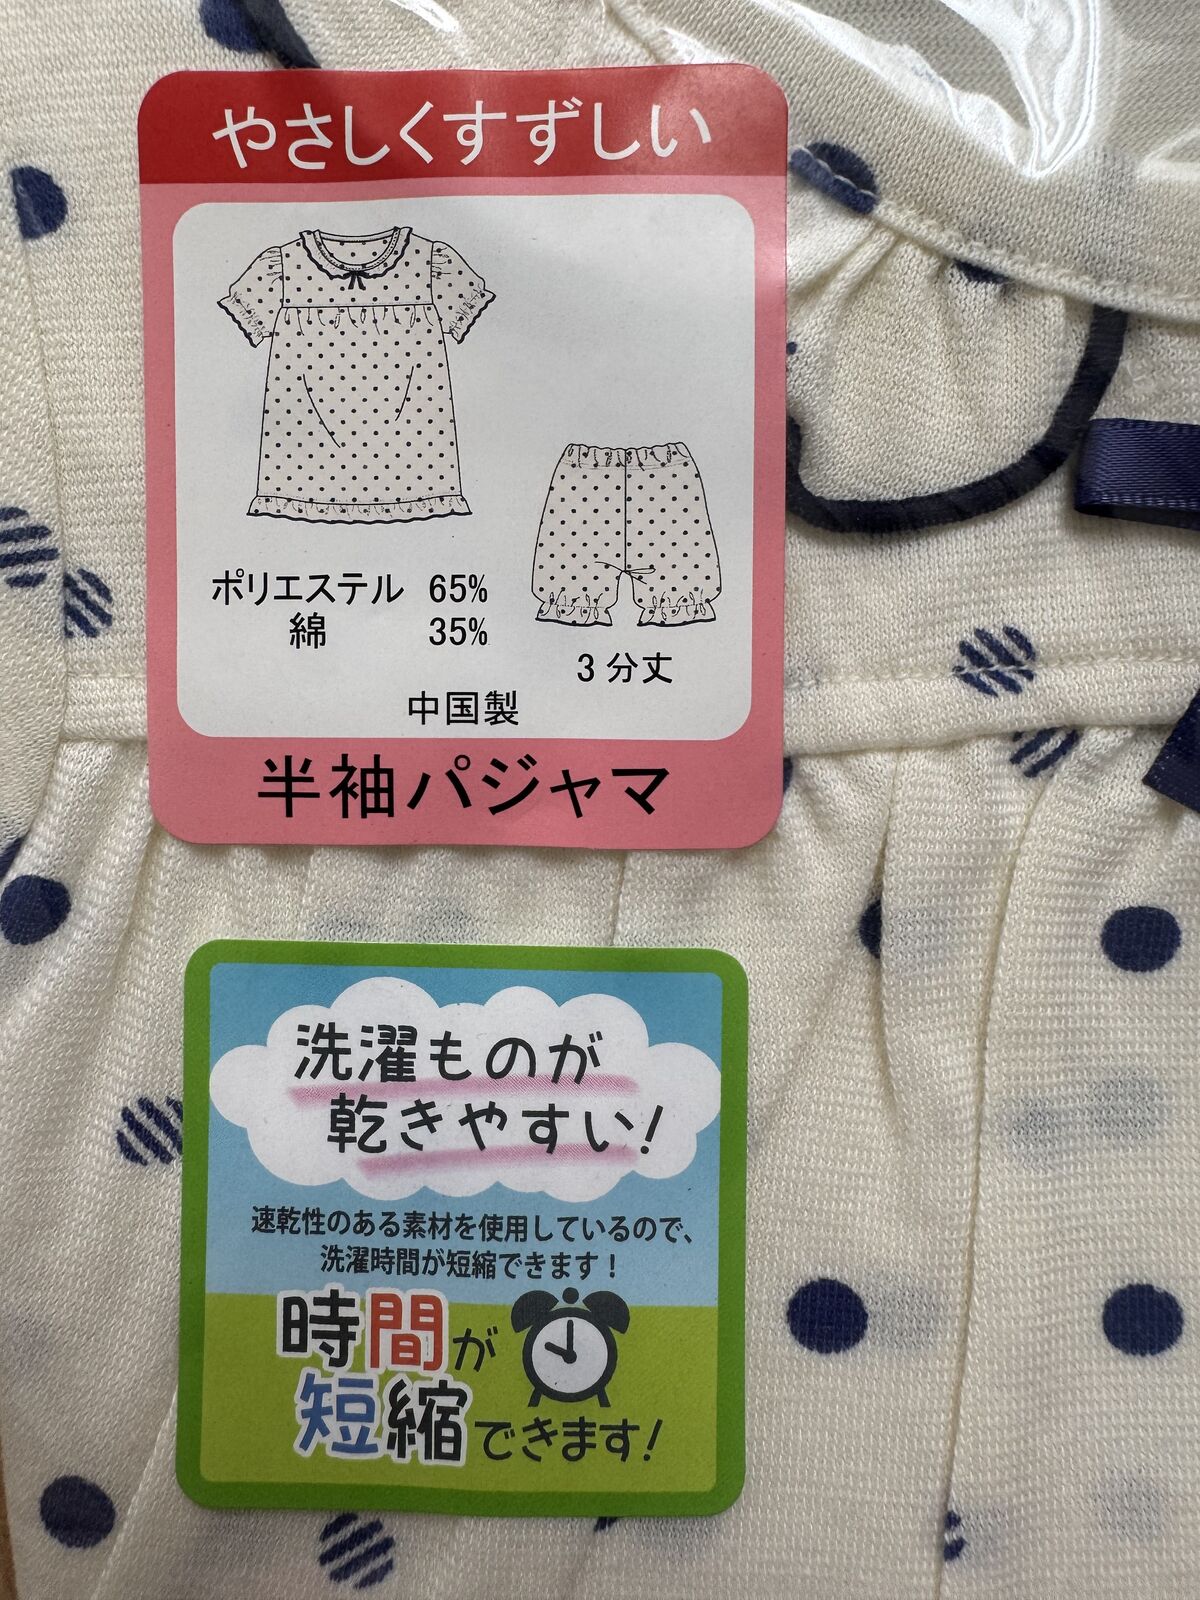 やさしくすずしい
ポリエステル 65%
綿 35%
3分丈
中国製
半袖パジャマ
洗濯ものが
乾きやすい!
速乾性のある素材を使用しているので、
洗濯時間が短縮できます!
時間が
短縮できます!